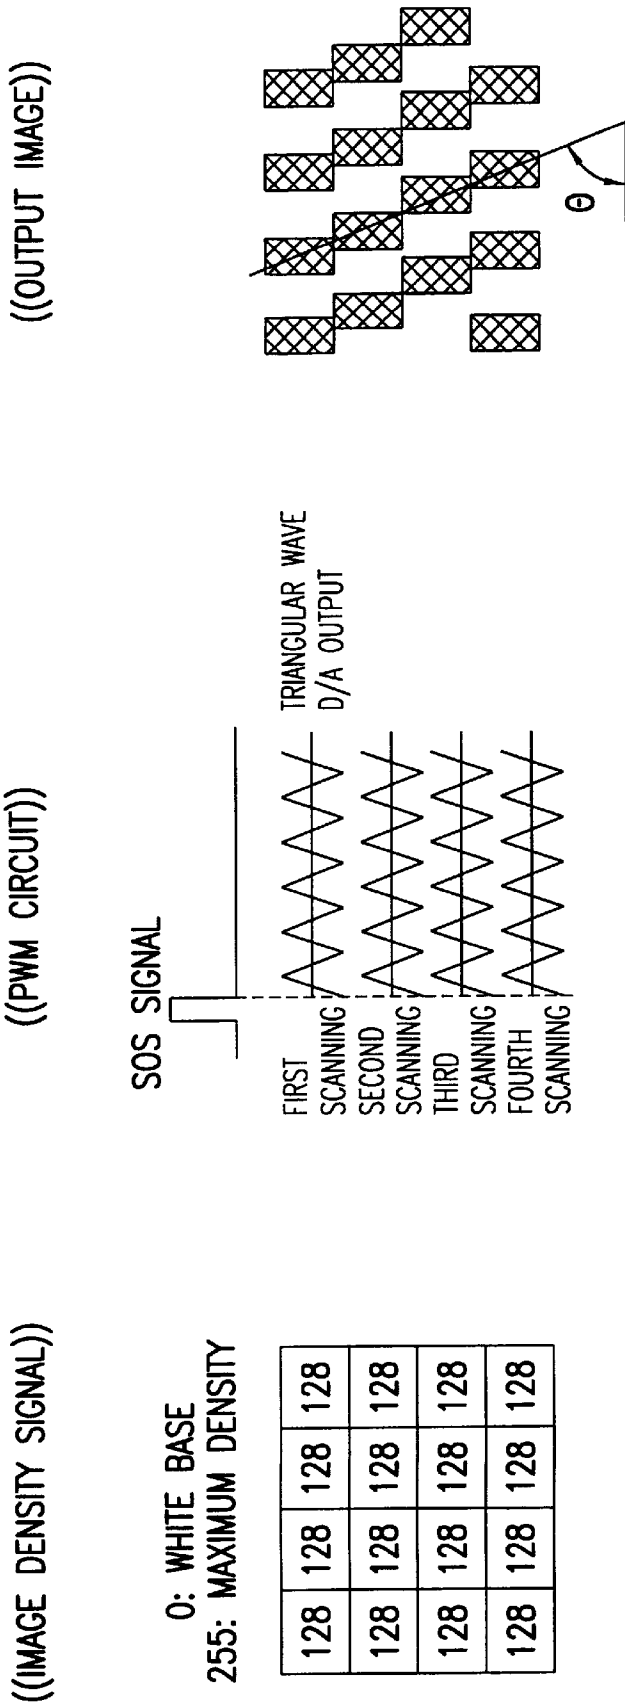 ((IMAGE DENSITY SIGNAL))
0: WHITE BASE
255: MAXIMUM DENSITY
128 128 128 128
128 128 128 128
128 128 128 128
128 128 128 128
((PWM CIRCUIT))
SOS SIGNAL
FIRST
SCANNING
SECOND
SCANNING
THIRD
SCANNING
FOURTH
SCANNING
TRIANGULAR WAVE
D/A OUTPUT
((OUTPUT IMAGE))
θ